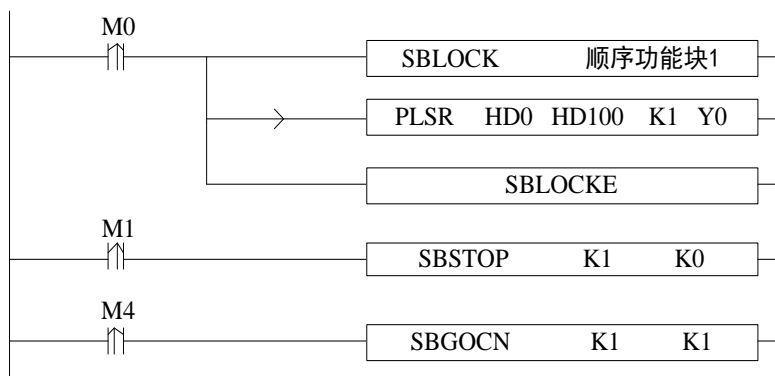 M0
SBLOCK 顺序功能块1
PLSR HD0 HD100 K1 Y0
SBLOCKE
M1
SBSTOP K1 K0
M4
SBGOCN K1 K1